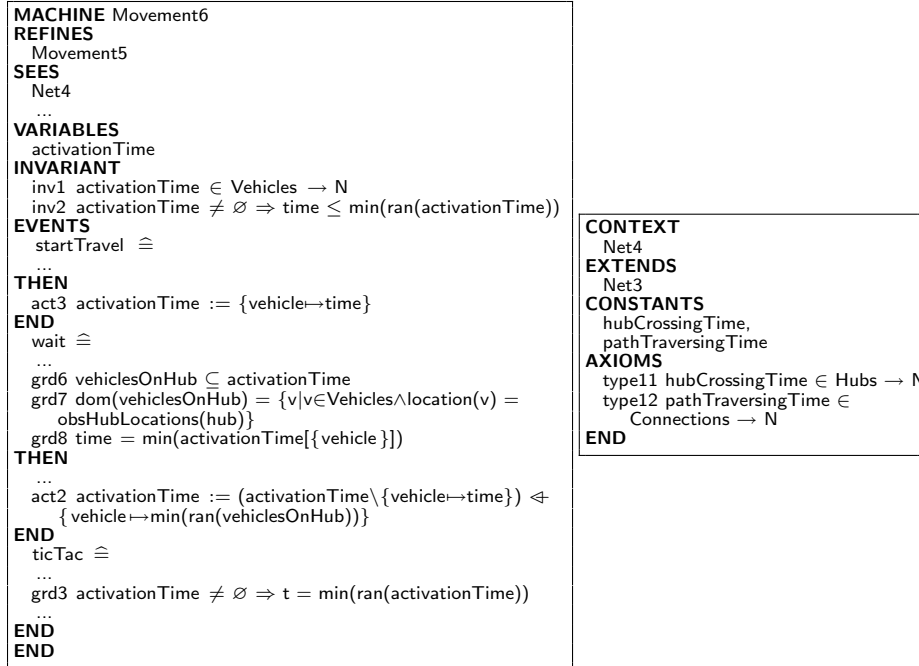 MACHINE Movement6
REFINES
Movement5
SEES
Net4
...
VARIABLES
activationTime
INVARIANT
inv1 activationTime ∈ Vehicles → N
inv2 activationTime ≠ ∅ ⇒ time ≤ min(ran(activationTime))
EVENTS
startTravel ≙
...
THEN
act3 activationTime := {vehicle↦time}
END
wait ≙
...
grd6 vehiclesOnHub ⊆ activationTime
grd7 dom(vehiclesOnHub) = {v|v∈Vehicles∧location(v) =
obsHubLocations(hub)}
grd8 time = min(activationTime[{vehicle}])
THEN
...
act2 activationTime := (activationTime\{vehicle↦time}) ⩤
{vehicle↦min(ran(vehiclesOnHub))}
END
ticTac ≙
...
grd3 activationTime ≠ ∅ ⇒ t = min(ran(activationTime))
...
END
END
CONTEXT
Net4
EXTENDS
Net3
CONSTANTS
hubCrossingTime,
pathTraversingTime
AXIOMS
type11 hubCrossingTime ∈ Hubs → N
type12 pathTraversingTime ∈
Connections → N
END